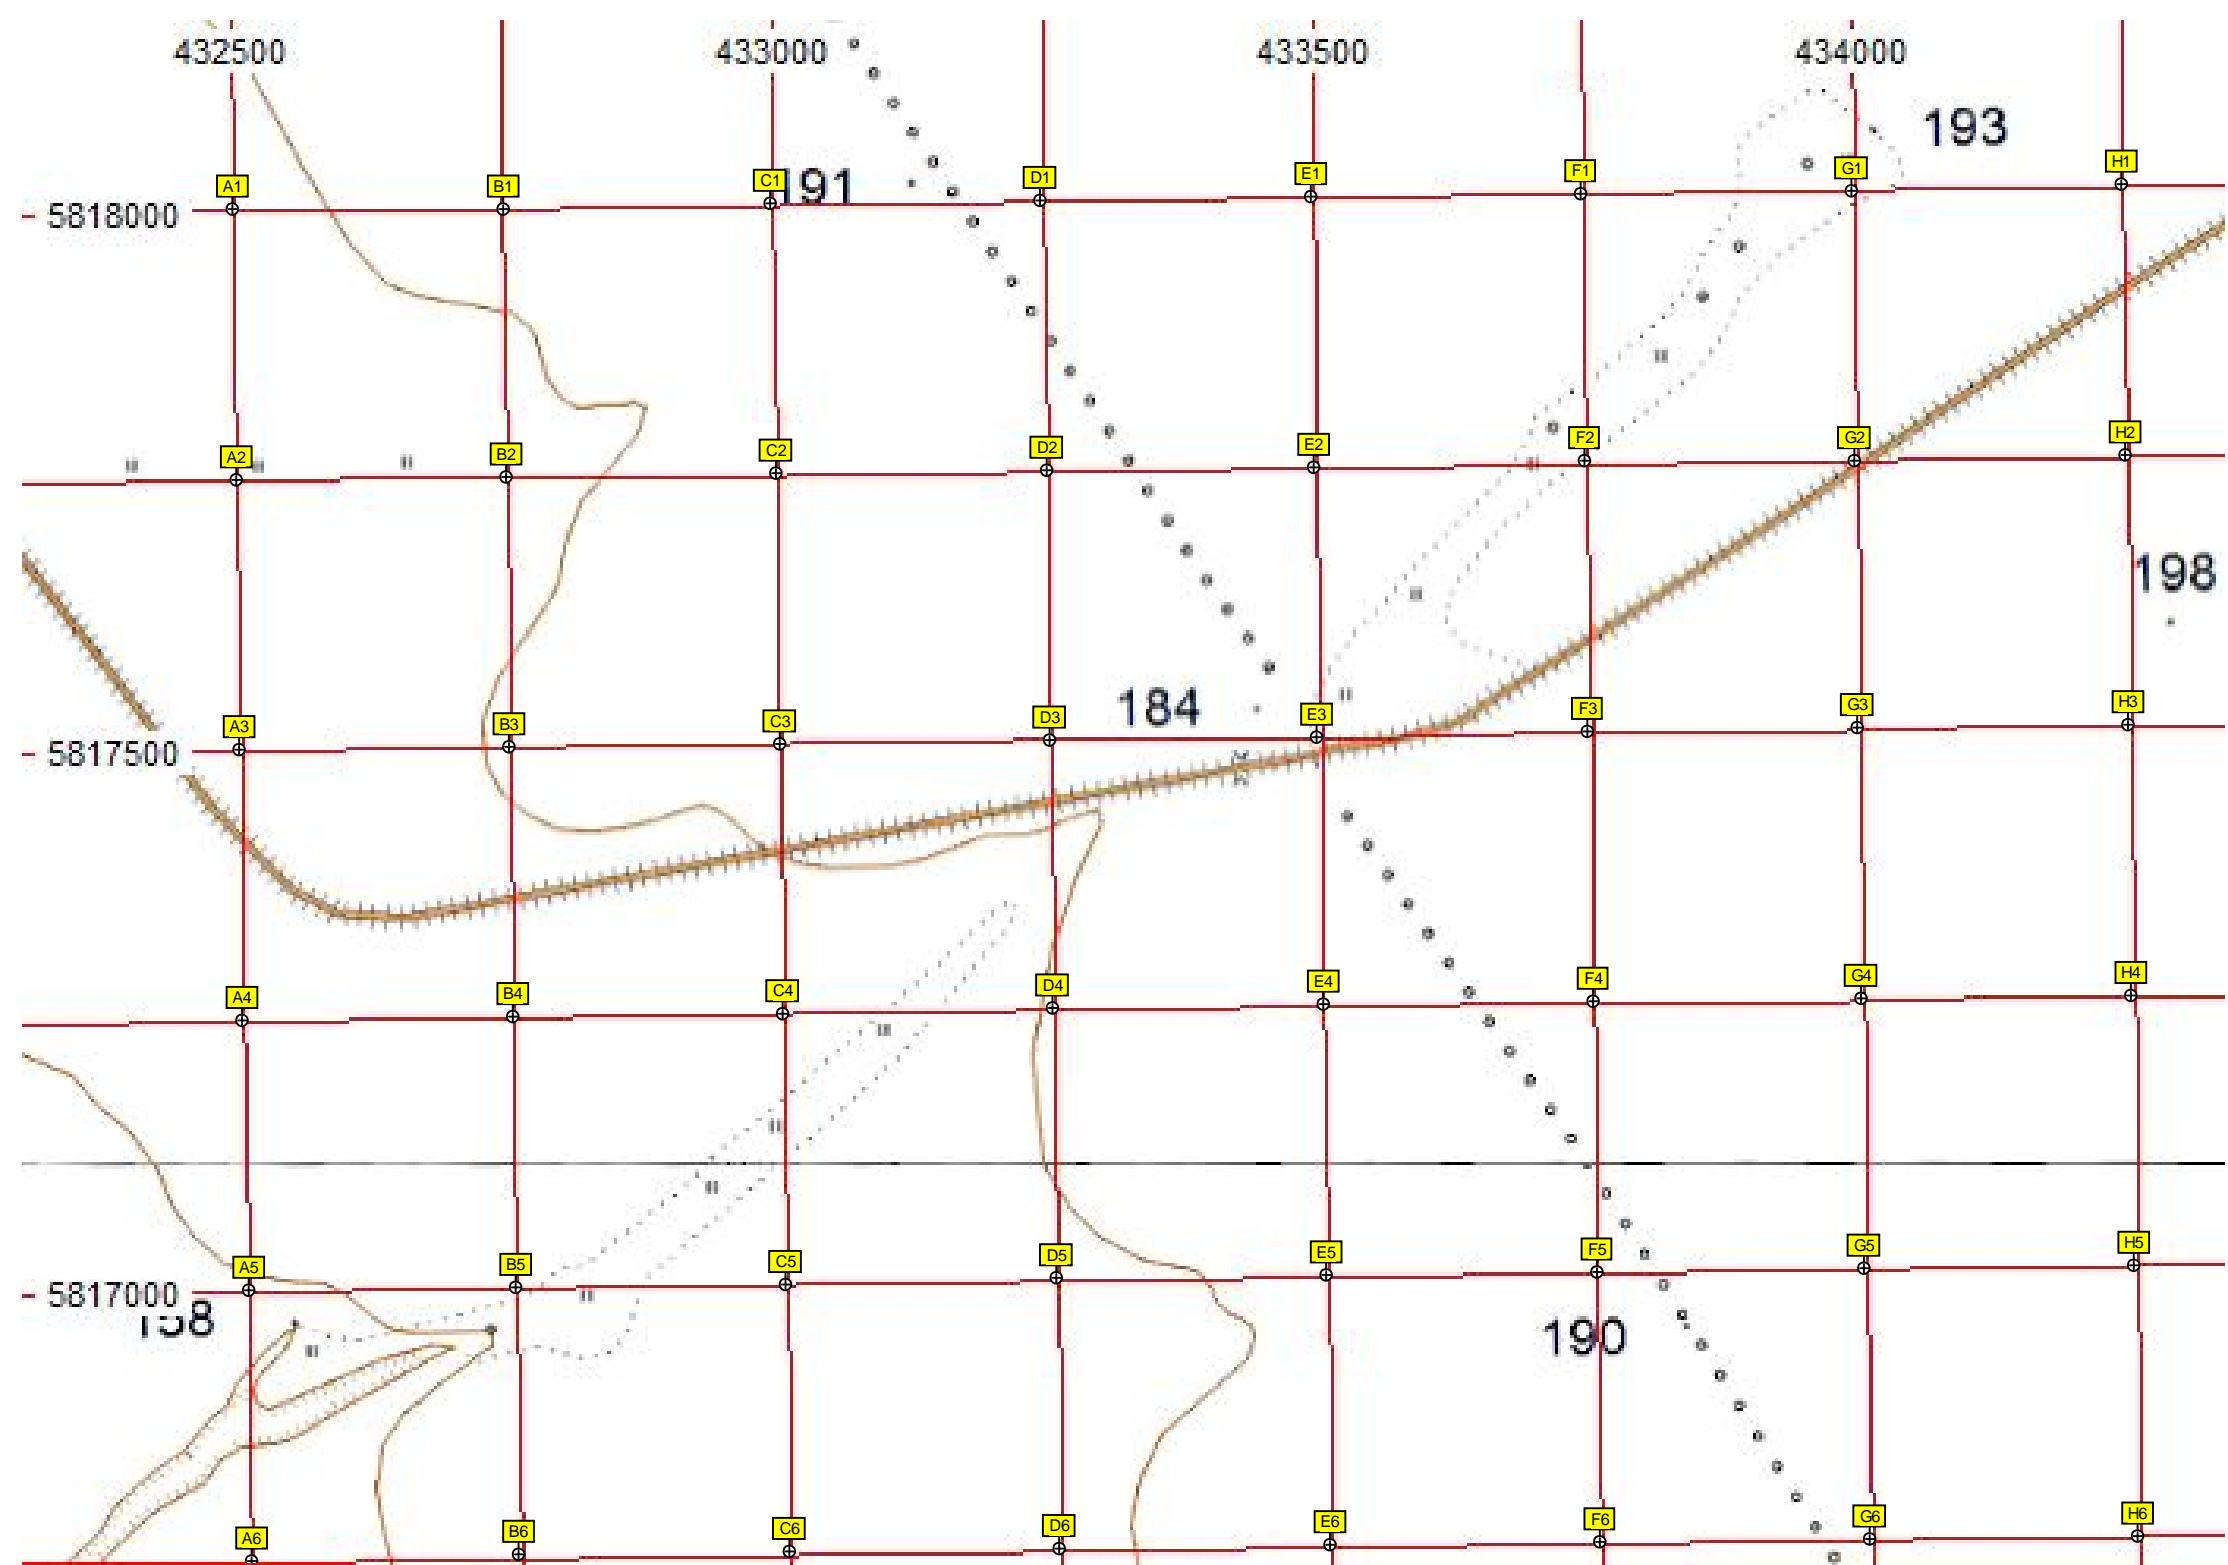 432500 433000 433500 434000
193
A1 B1 C1 191 D1 E1 F1 G1 H1
5818000
A2 B2 C2 D2 E2 F2 G2 H2
198
184
A3 B3 C3 D3 E3 F3 G3 H3
5817500
A4 B4 C4 D4 E4 F4 G4 H4
A5 B5 C5 D5 E5 F5 G5 H5
5817000
158 190
A6 B6 C6 D6 E6 F6 G6 H6